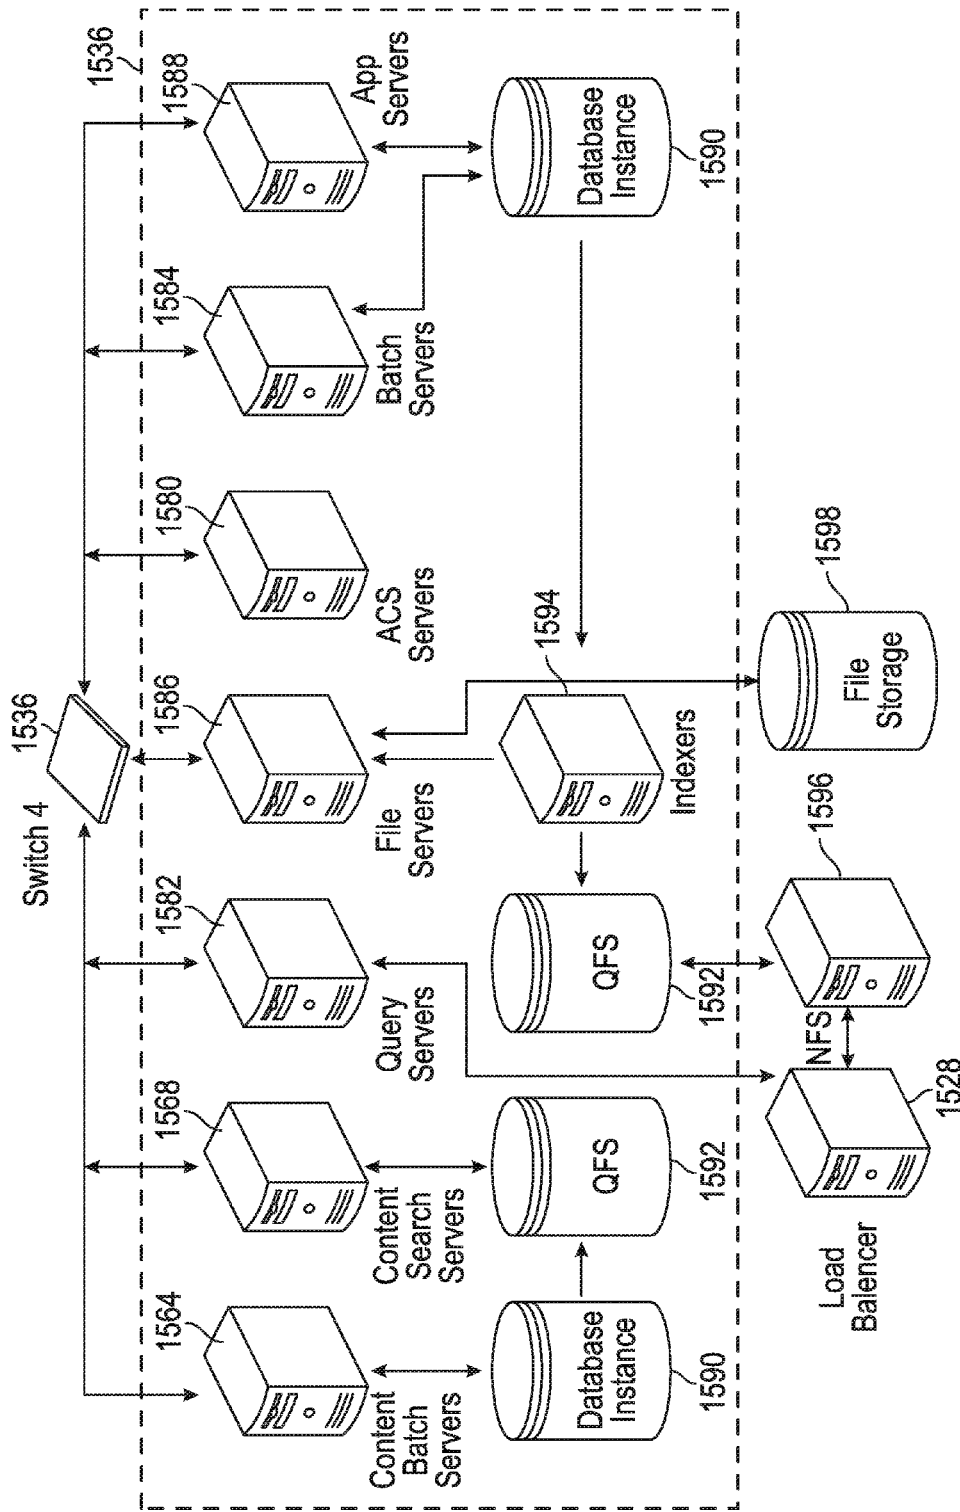 Switch 4
1536
1536
1564
1568
1582
1586
1580
1584
1588
Content
Batch
Servers
Content
Search
Servers
Query
Servers
File
Servers
ACS
Servers
Batch
Servers
App
Servers
Database
Instance
1590
QFS
1592
QFS
1592
Indexers
1594
Database
Instance
1590
Load
Balencer
1528
NFS
1596
File
Storage
1598